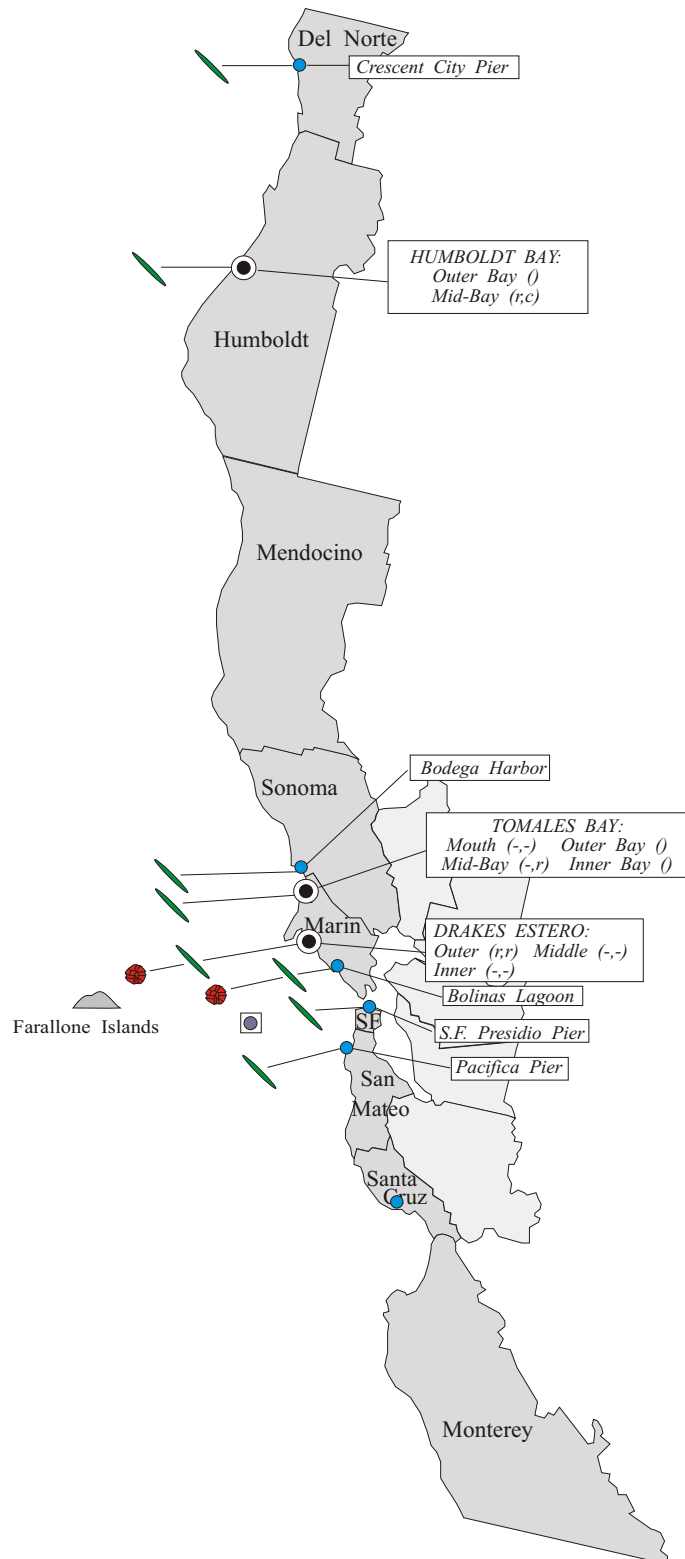 Del Norte
Crescent City Pier
HUMBOLDT BAY:
Outer Bay ()
Mid-Bay (r,c)
Humboldt
Mendocino
Bodega Harbor
Sonoma
TOMALES BAY:
Mouth (-,-) Outer Bay ()
Mid-Bay (-,r) Inner Bay ()
Marin
DRAKES ESTERO:
Outer (r,r) Middle (-,-)
Inner (-,-)
Bolinas Lagoon
Farallone Islands
SF
S.F. Presidio Pier
Pacifica Pier
San
Mateo
Santa
Cruz
Monterey